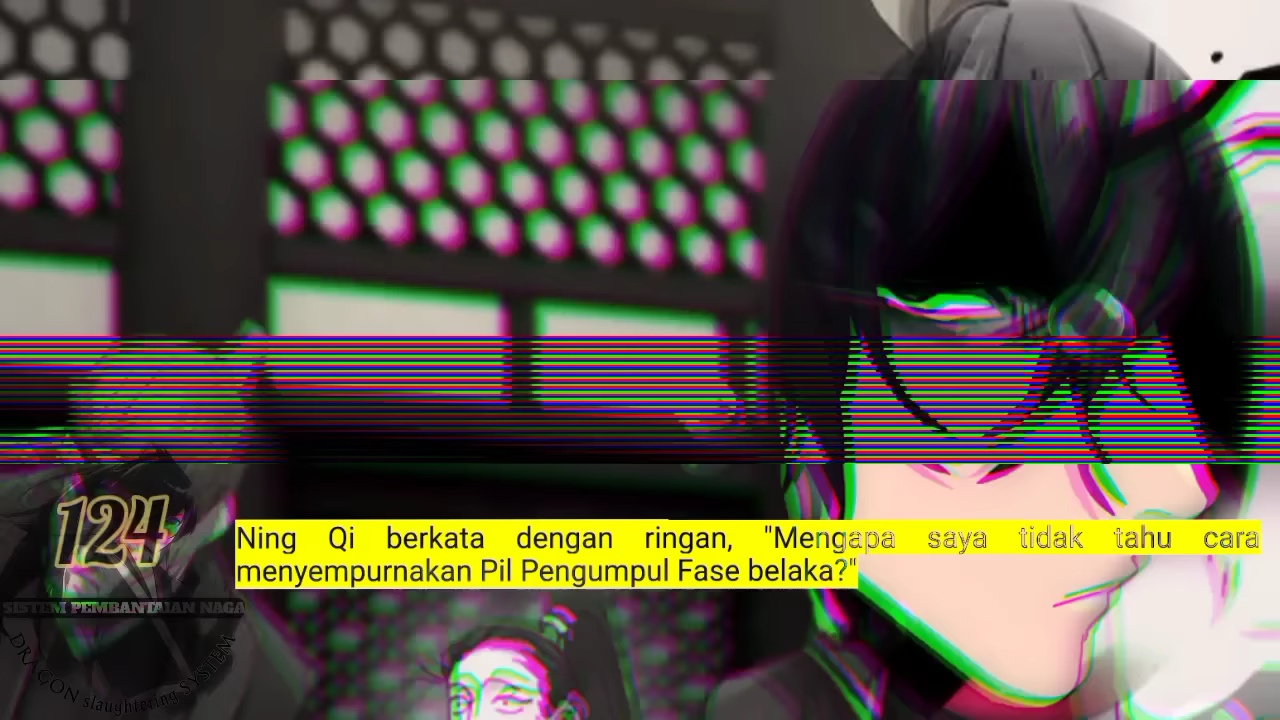 124
Ning Qi berkata dengan ringan, "Mengapa saya tidak tahu cara
menyempurnakan Pil Pengumpul Fase belaka?"
SISTEM PEMBANTAIAN NAGA
DRAGON slaughtering SYSTEM